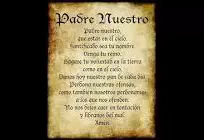 Padre Nuestro
Padre nuestro,
que estás en el cielo.
Santificado sea tu nombre
Venga tu reino.
Hágase tu voluntad en la tierra
como en el cielo.
Danos hoy nuestro pan de cada día
Perdona nuestras ofensas,
como también nosotros perdonamos
a los que nos ofenden.
No nos dejes caer en tentación
y líbranos del mal.
Amén